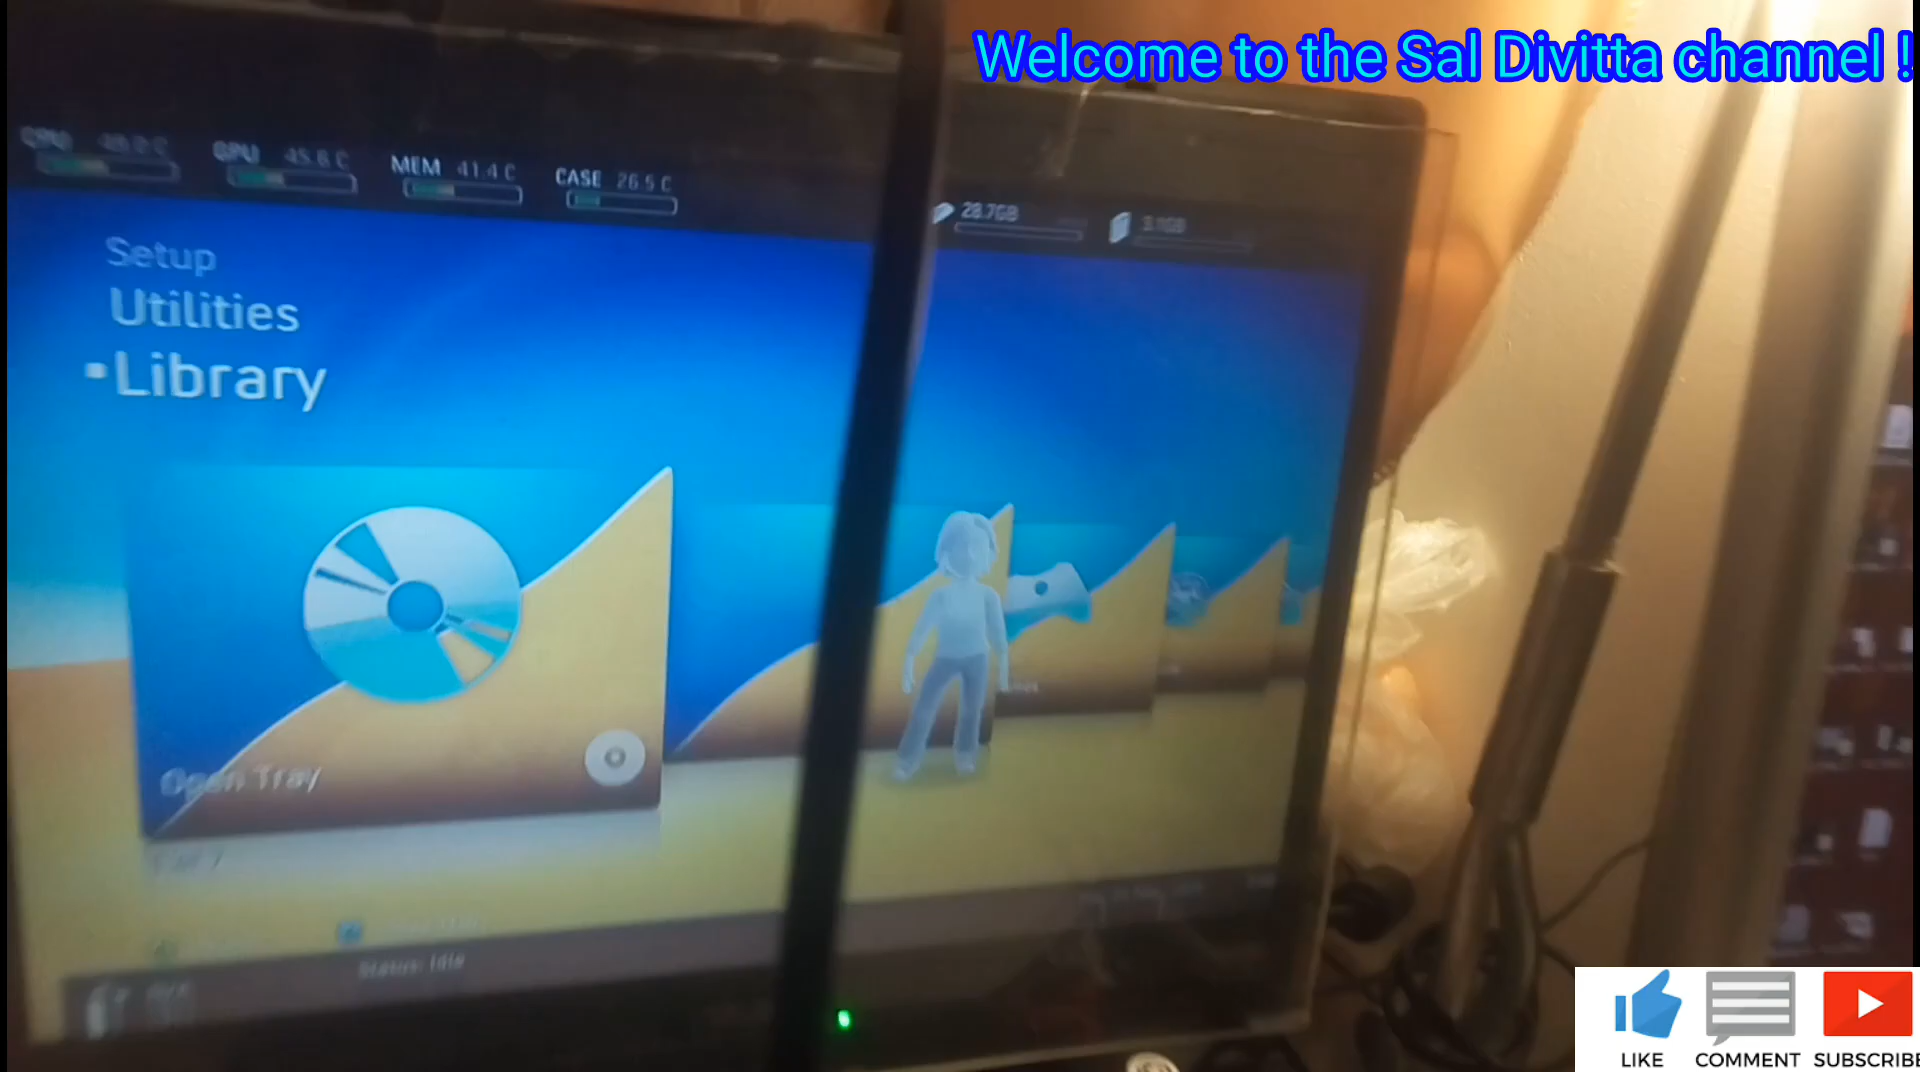 Welcome to the Sal Divitta channel !
CPU
GPU 45.6 C
MEM 41.4 C
CASE 26.5 C
28.7GB
Setup
Utilities
Library
Open Tray
Status: Idle
LIKE
COMMENT
SUBSCRIBE